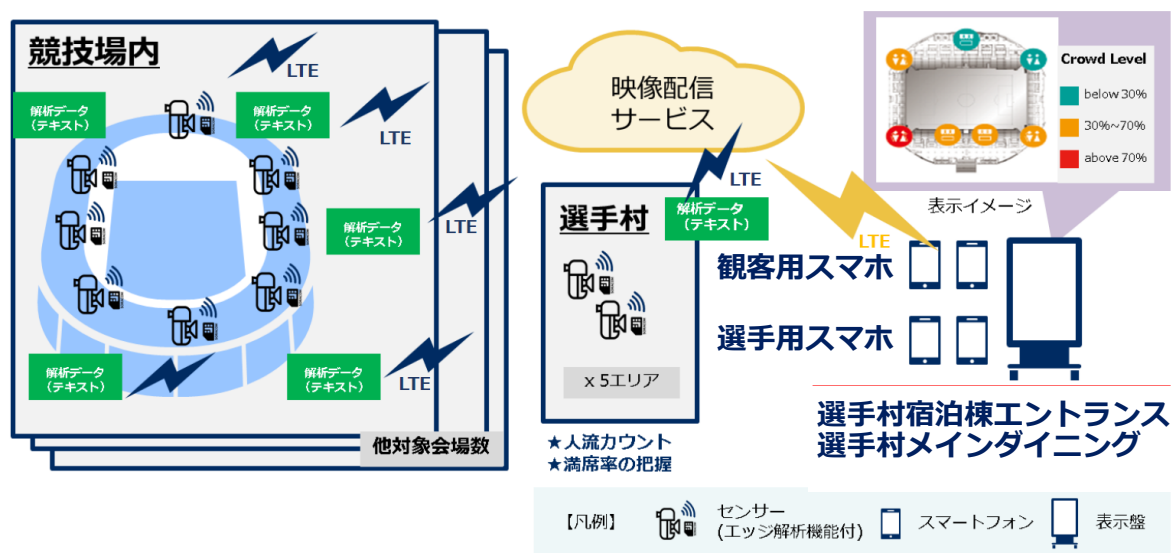 競技場内
LTE
解析データ
(テキスト)
解析データ
(テキスト)
LTE
解析データ
(テキスト)
LTE
解析データ
(テキスト)
解析データ
(テキスト)
LTE
他対象会場数
映像配信
サービス
LTE
選手村
解析データ
(テキスト)
x 5エリア
★人流カウント
★満席率の把握
LTE
Crowd Level
below 30%
30%~70%
above 70%
表示イメージ
観客用スマホ
選手用スマホ
選手村宿泊棟エントランス
選手村メインダイニング
【凡例】
センサー
(エッジ解析機能付)
スマートフォン
表示盤